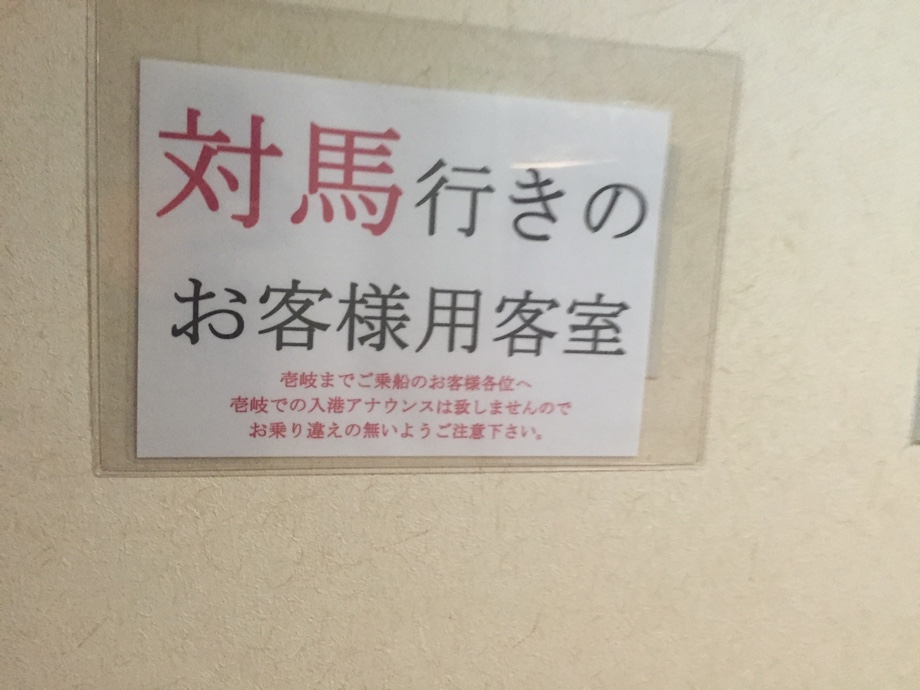 対馬行きの
お客様用客室
壱岐までご乗船のお客様各位へ
壱岐での入港アナウンスは致しませんので
お乗り違えの無いようご注意下さい。